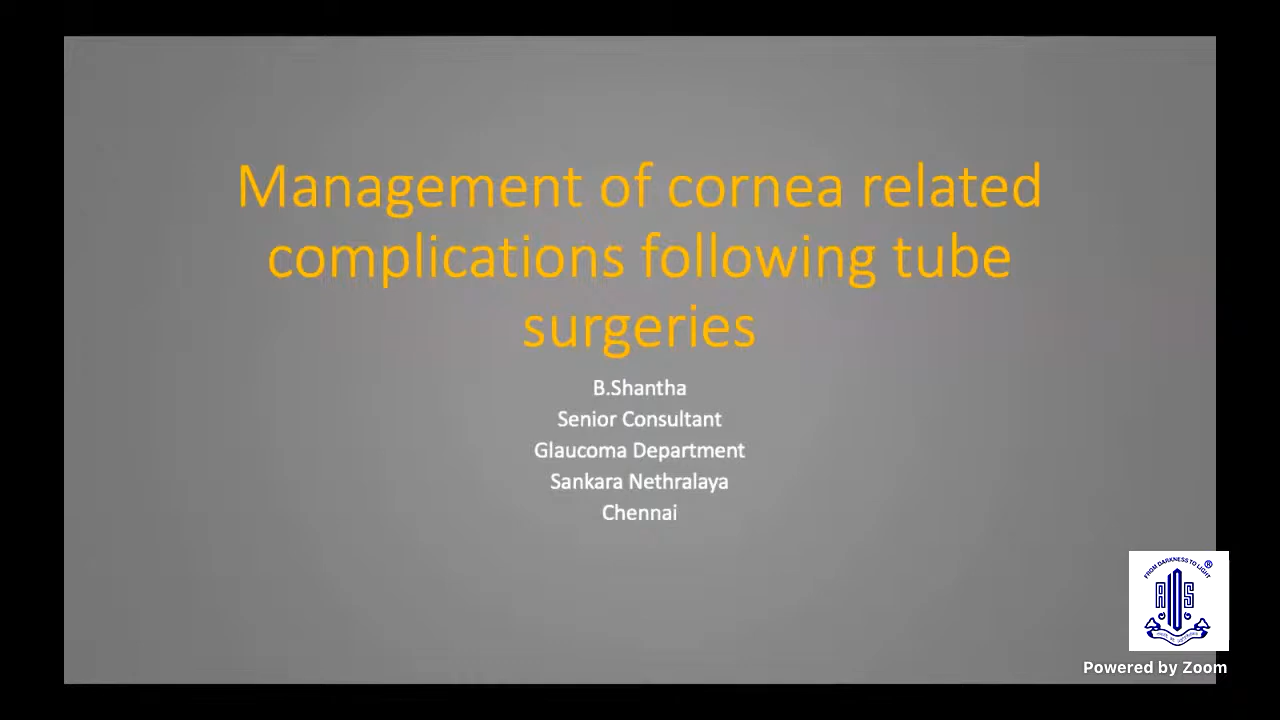 Management of cornea related
complications following tube
surgeries
B.Shantha
Senior Consultant
Glaucoma Department
Sankara Nethralaya
Chennai
FROM DARKNESS TO LIGHT
®
AIOS
Powered by Zoom